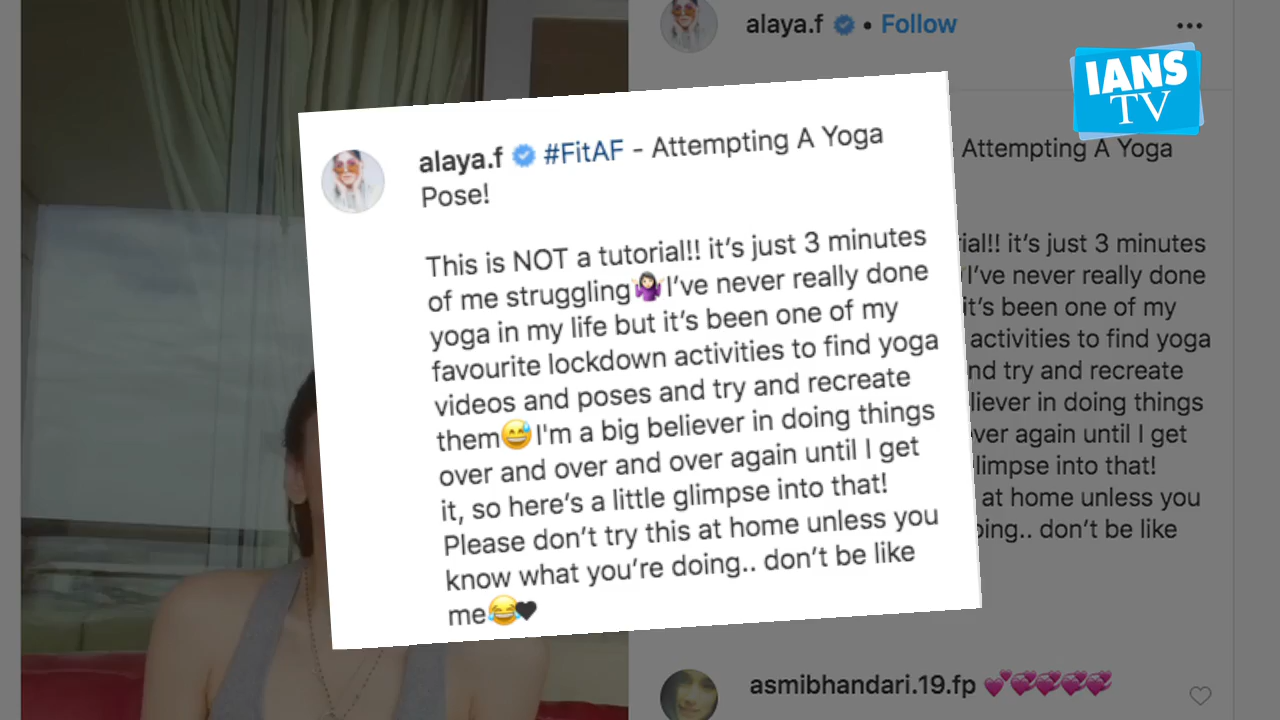 alaya.f • Follow
IANS
TV
alaya.f #FitAF - Attempting A Yoga
Pose!
This is NOT a tutorial!! it's just 3 minutes
of me struggling🤷🏻‍♀️I've never really done
yoga in my life but it's been one of my
favourite lockdown activities to find yoga
videos and poses and try and recreate
them😅I'm a big believer in doing things
over and over and over again until I get
it, so here's a little glimpse into that!
Please don't try this at home unless you
know what you're doing.. don't be like
me😂🖤
Attempting A Yoga
ial!! it's just 3 minutes
I've never really done
it's been one of my
activities to find yoga
nd try and recreate
liever in doing things
ver again until I get
limpse into that!
at home unless you
oing.. don't be like
asmibhandari.19.fp 💕💞💞💞💞